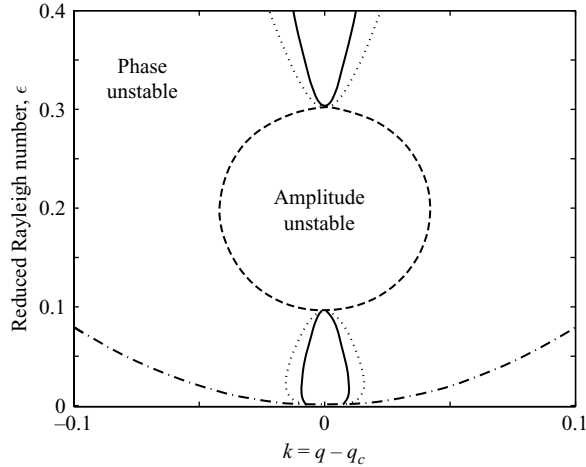 0.4
0.3
0.2
0.1
0
Reduced Rayleigh number, ϵ
Phase
unstable
Amplitude
unstable
–0.1
0
0.1
k = q – q_c